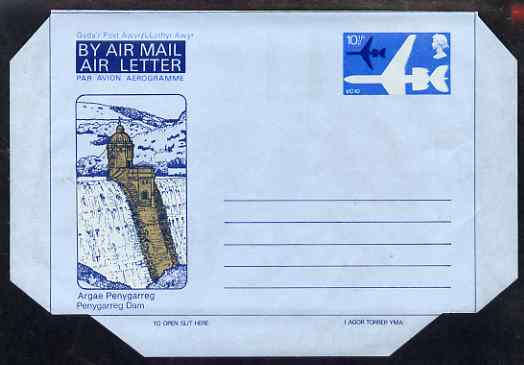 Gyda'r Post Awyr/LLythyr Awyr
BY AIR MAIL
AIR LETTER
PAR AVION AEROGRAMME
10½p
VC10
Argae Penygarreg
Penygarreg Dam
TO OPEN SLIT HERE
I AGOR TORRER YMA